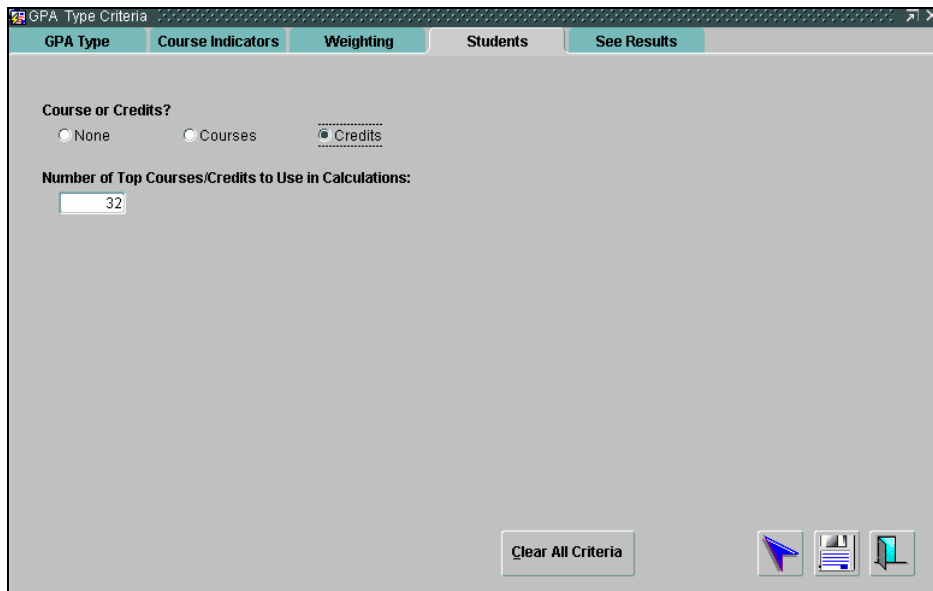 GPA Type Criteria
GPA Type Course Indicators Weighting Students See Results
Course or Credits?
None Courses Credits
Number of Top Courses/Credits to Use in Calculations:
32
Clear All Criteria